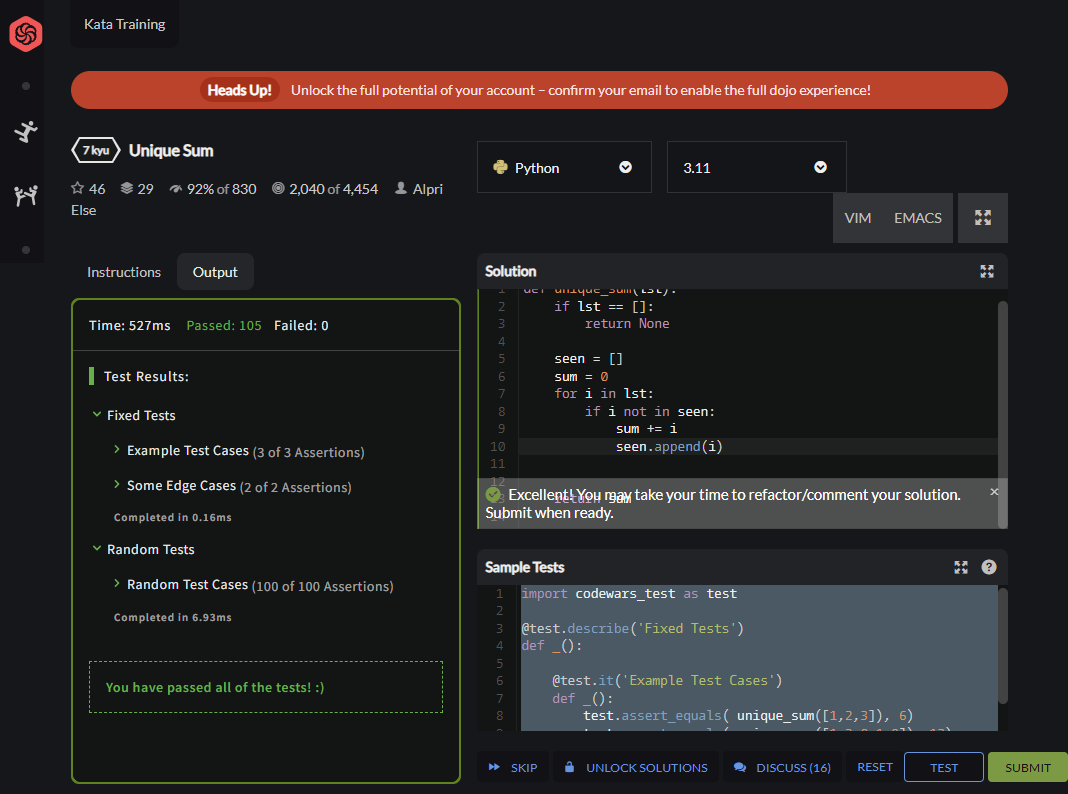 Kata Training
Heads Up! Unlock the full potential of your account – confirm your email to enable the full dojo experience!
7 kyu Unique Sum
46 29 92% of 830 2,040 of 4,454 Alpri
Else
Python
3.11
VIM EMACS
Instructions Output
Time: 527ms Passed: 105 Failed: 0
Test Results:
Fixed Tests
Example Test Cases (3 of 3 Assertions)
Some Edge Cases (2 of 2 Assertions)
Completed in 0.16ms
Random Tests
Random Test Cases (100 of 100 Assertions)
Completed in 6.93ms
You have passed all of the tests! :)
Solution
1 def unique_sum(lst):
2 if lst == []:
3 return None
4
5 seen = []
6 sum = 0
7 for i in lst:
8 if i not in seen:
9 sum += i
10 seen.append(i)
11
12
13 return sum
Excellent! You may take your time to refactor/comment your solution.
Submit when ready.
Sample Tests
1 import codewars_test as test
2
3 @test.describe('Fixed Tests')
4 def _():
5
6 @test.it('Example Test Cases')
7 def _():
8 test.assert_equals( unique_sum([1,2,3]), 6)
SKIP UNLOCK SOLUTIONS DISCUSS (16) RESET TEST SUBMIT